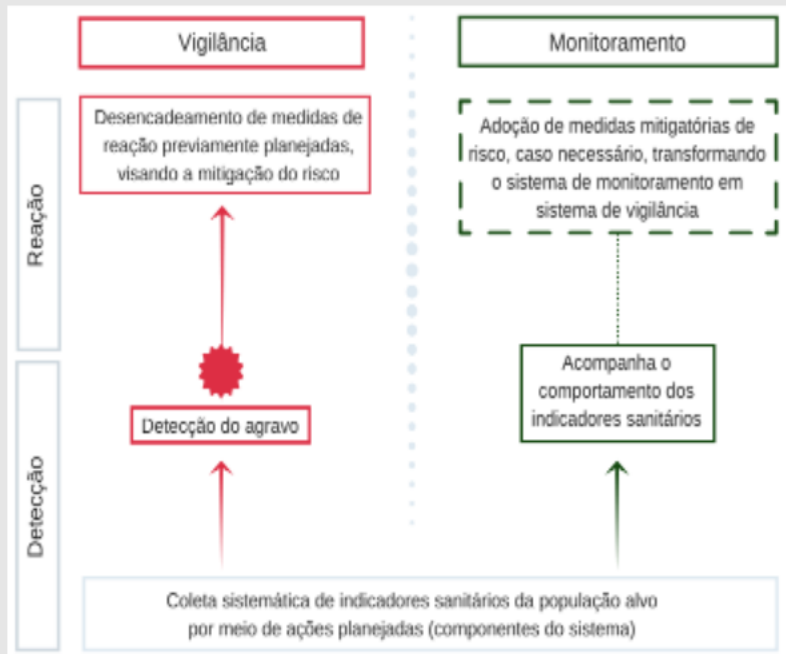 Vigilância
Monitoramento
Reação
Desencadeamento de medidas de
reação previamente planejadas,
visando a mitigação do risco
Adoção de medidas mitigatórias de
risco, caso necessário, transformando
o sistema de monitoramento em
sistema de vigilância
Detecção
Detecção do agravo
Acompanha o
comportamento dos
indicadores sanitários
Coleta sistemática de indicadores sanitários da população alvo
por meio de ações planejadas (componentes do sistema)